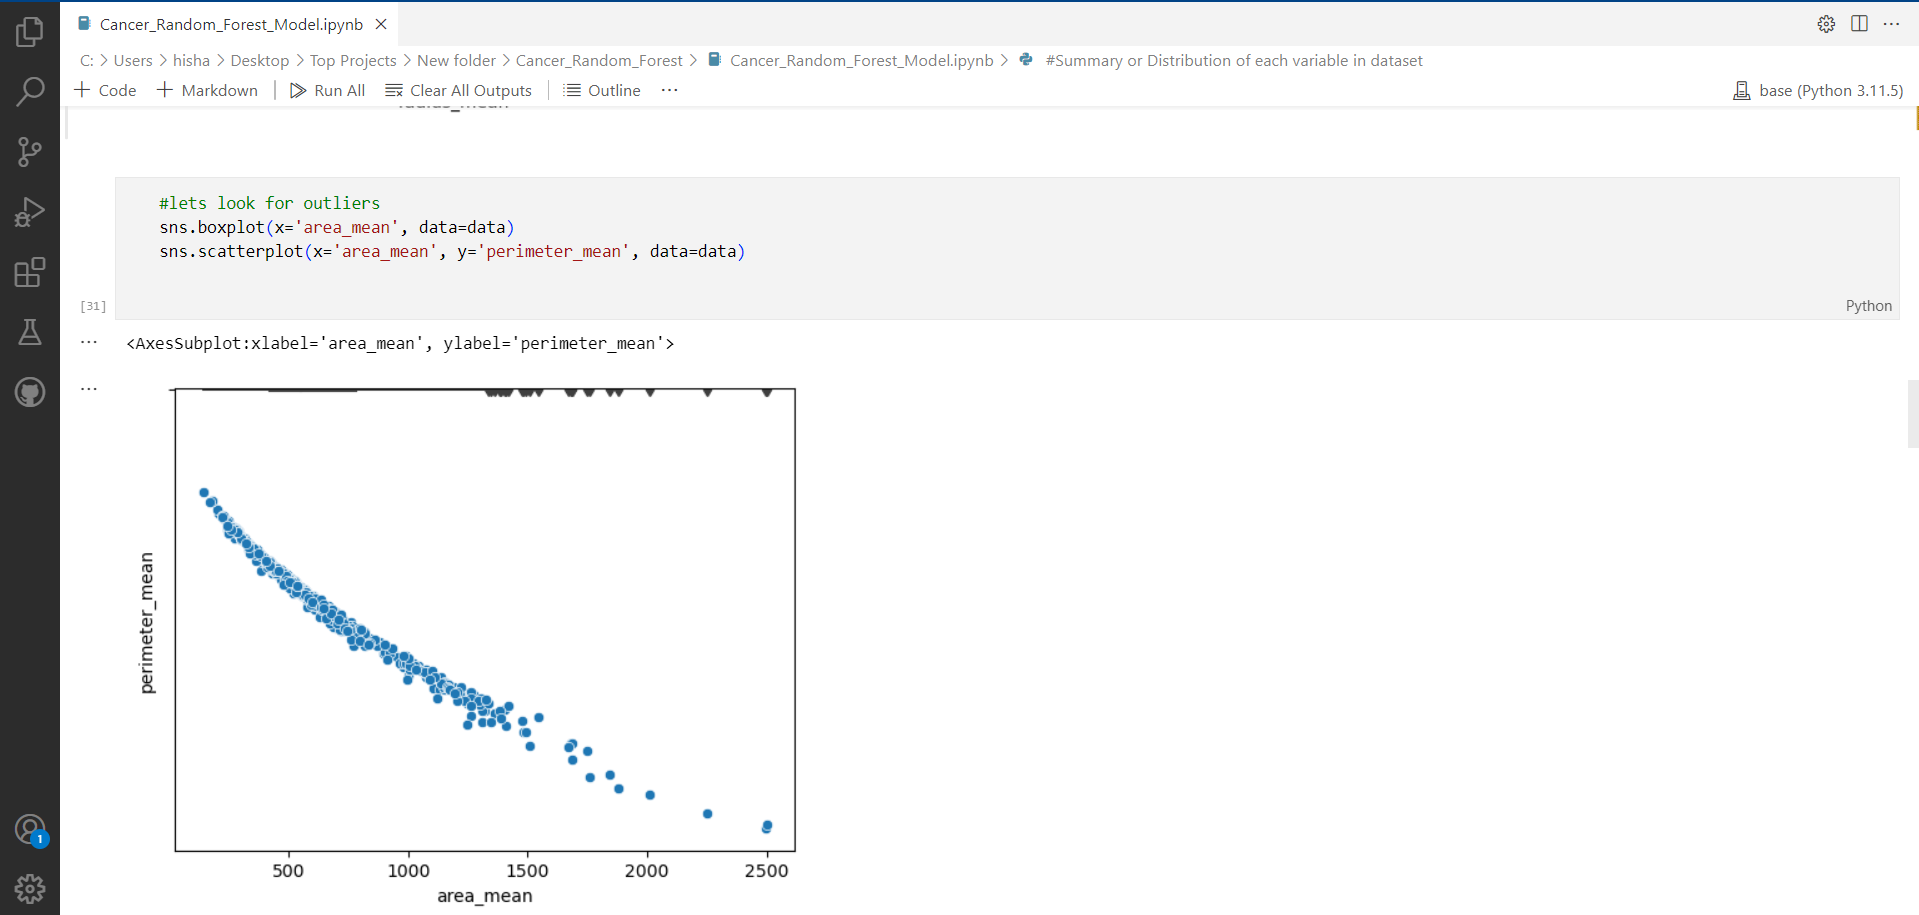 Cancer_Random_Forest_Model.ipynb
C: > Users > hisha > Desktop > Top Projects > New folder > Cancer_Random_Forest > Cancer_Random_Forest_Model.ipynb > #Summary or Distribution of each variable in dataset
+ Code + Markdown | Run All Clear All Outputs | Outline ... base (Python 3.11.5)
#lets look for outliers
sns.boxplot(x='area_mean', data=data)
sns.scatterplot(x='area_mean', y='perimeter_mean', data=data)
[31] Python
... <AxesSubplot:xlabel='area_mean', ylabel='perimeter_mean'>
...
perimeter_mean
500 1000 1500 2000 2500
area_mean
1